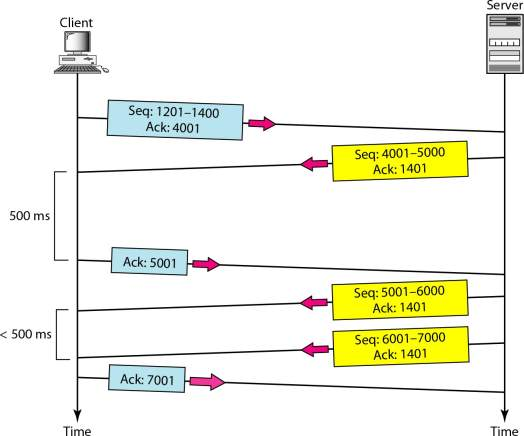 Client
Server
Seq: 1201–1400
Ack: 4001
Seq: 4001–5000
Ack: 1401
500 ms
Ack: 5001
Seq: 5001–6000
Ack: 1401
< 500 ms
Seq: 6001–7000
Ack: 1401
Ack: 7001
Time
Time